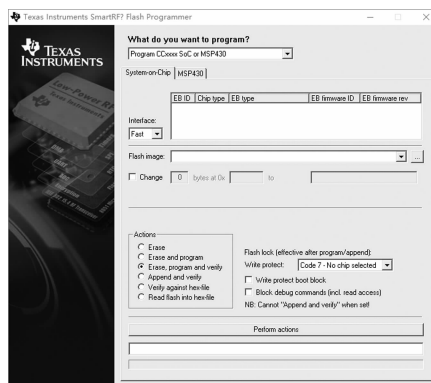 Texas Instruments SmartRF? Flash Programmer
TEXAS
INSTRUMENTS
Low-Power RF
What do you want to program?
Program CCxxxx SoC or MSP430
System-on-Chip MSP430
EB ID Chip type EB type EB firmware ID EB firmware rev
Interface:
Fast
Flash image:
...
Change 0 bytes at 0x to
Actions
Erase
Erase and program
Erase, program and verify
Append and verify
Verify against hex-file
Read flash into hex-file
Flash lock (effective after program/append):
Write protect: Code 7 - No chip selected
Write protect boot block
Block debug commands (incl. read access)
NB: Cannot "Append and verify" when set!
Perform actions